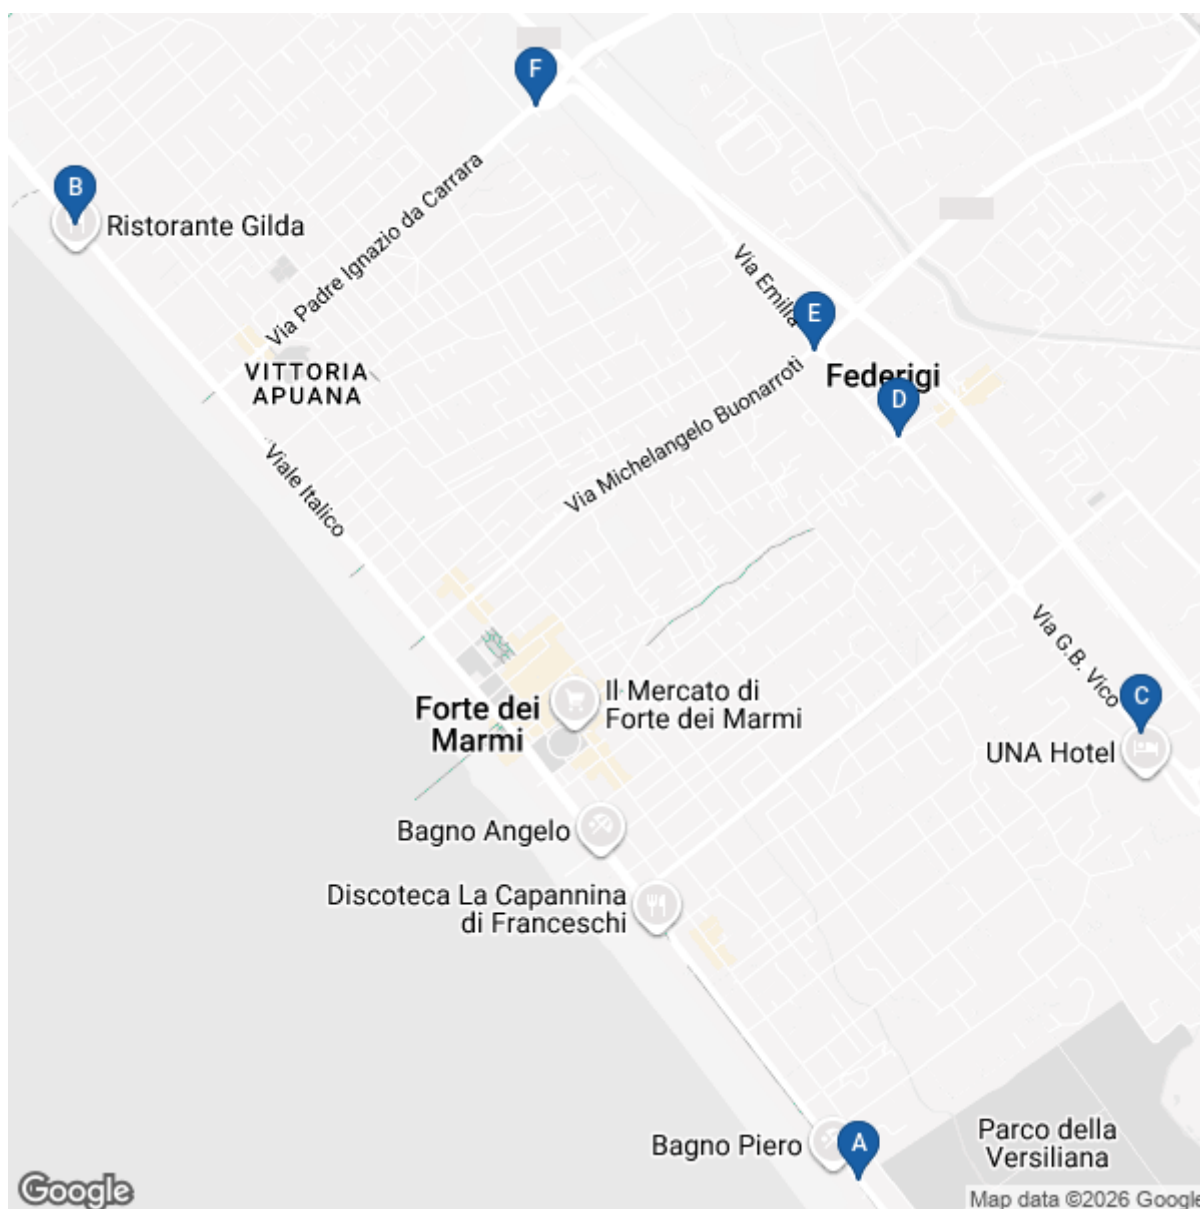 F
B
Ristorante Gilda
Via Padre Ignazio da Carrara
Via Emilia
E
VITTORIA
APUANA
Federigi
D
Via Michelangelo Buonarroti
Viale Italico
Via G.B. Vico
C
UNA Hotel
Il Mercato di
Forte dei Marmi
Forte dei
Marmi
Bagno Angelo
Discoteca La Capannina
di Franceschi
Bagno Piero
A
Parco della
Versiliana
Google
Map data ©2026 Google